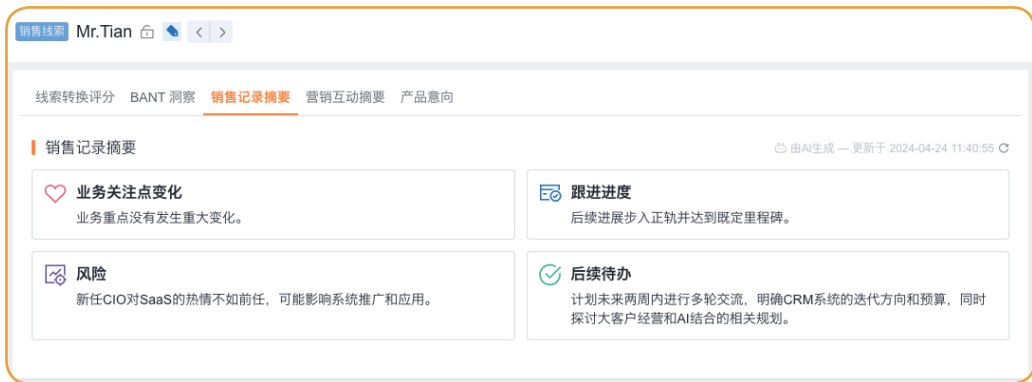 销售线索 Mr.Tian
线索转换评分 BANT 洞察 销售记录摘要 营销互动摘要 产品意向
销售记录摘要 由AI生成 — 更新于 2024-04-24 11:40:55
业务关注点变化
业务重点没有发生重大变化。
跟进进度
后续进展步入正轨并达到既定里程碑。
风险
新任CIO对SaaS的热情不如前任，可能影响系统推广和应用。
后续待办
计划未来两周内进行多轮交流，明确CRM系统的迭代方向和预算，同时
探讨大客户经营和AI结合的相关规划。